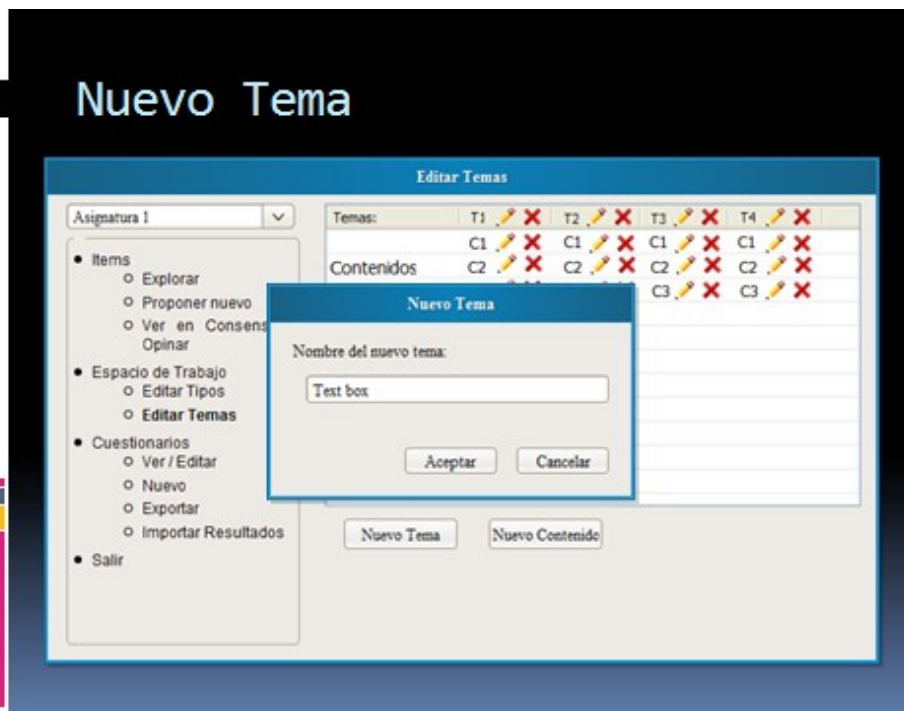 Nuevo Tema
Editar Temas
Asignatura 1
Items
Explorar
Proponer nuevo
Ver en Consens
Opinar
Espacio de Trabajo
Editar Tipos
Editar Temas
Cuestionarios
Ver / Editar
Nuevo
Exportar
Importar Resultados
Salir
Temas: T1 T2 T3 T4
C1 C1 C1 C1
Contenidos C2 C2 C2 C2
C3 C3
Nuevo Tema
Nombre del nuevo tema:
Text box
Aceptar Cancelar
Nuevo Tema Nuevo Contenido